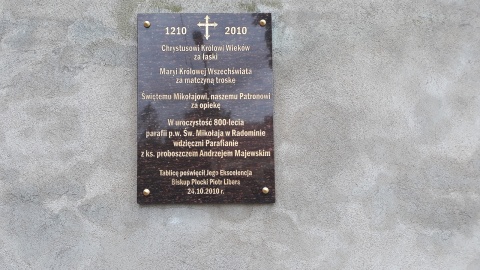 1210 2010
Chrystusowi Królowi Wieków
za łaski
Maryi Królowej Wszechświata
za matczyną troskę
Świętemu Mikołajowi, naszemu Patronowi
za opiekę
W uroczystość 800-lecia
parafii p.w. Św. Mikołaja w Radominie
wdzięczni Parafianie
z ks. proboszczem Andrzejem Majewskim
Tablicę poświęcił Jego Ekscelencja
Biskup Płocki Piotr Libera
24.10.2010 r.